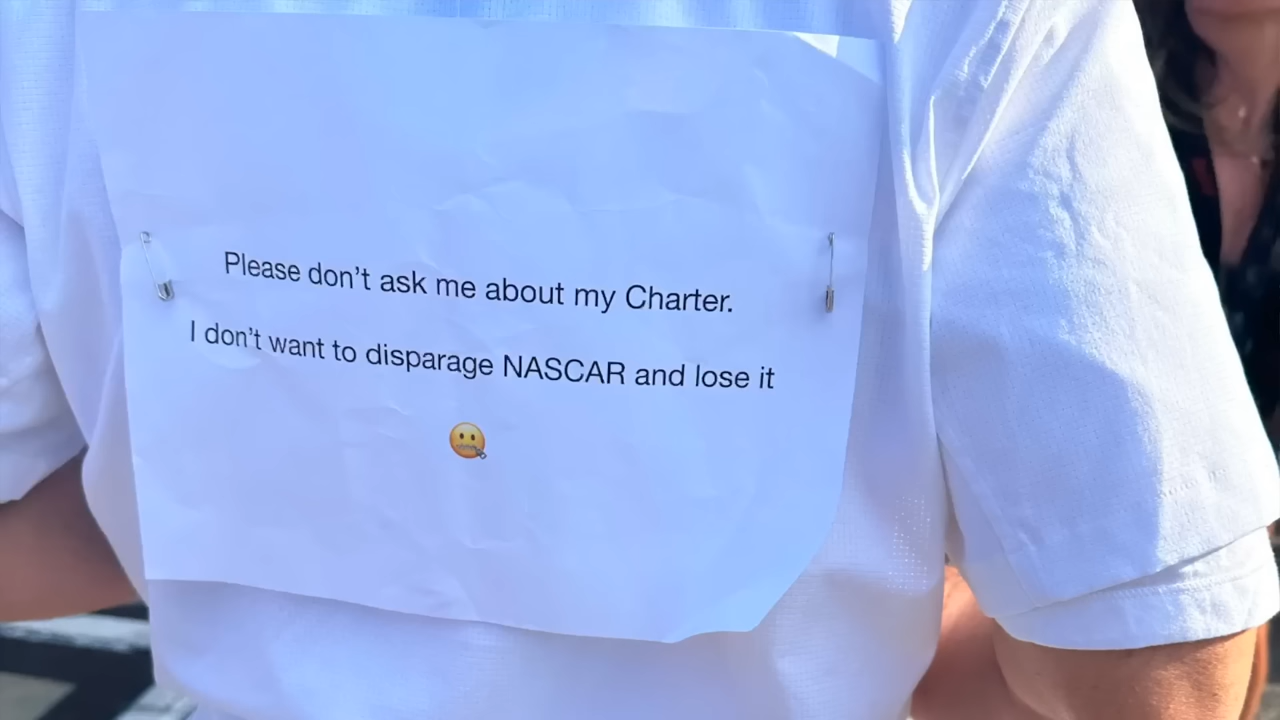 Please don’t ask me about my Charter.
I don’t want to disparage NASCAR and lose it
🤐